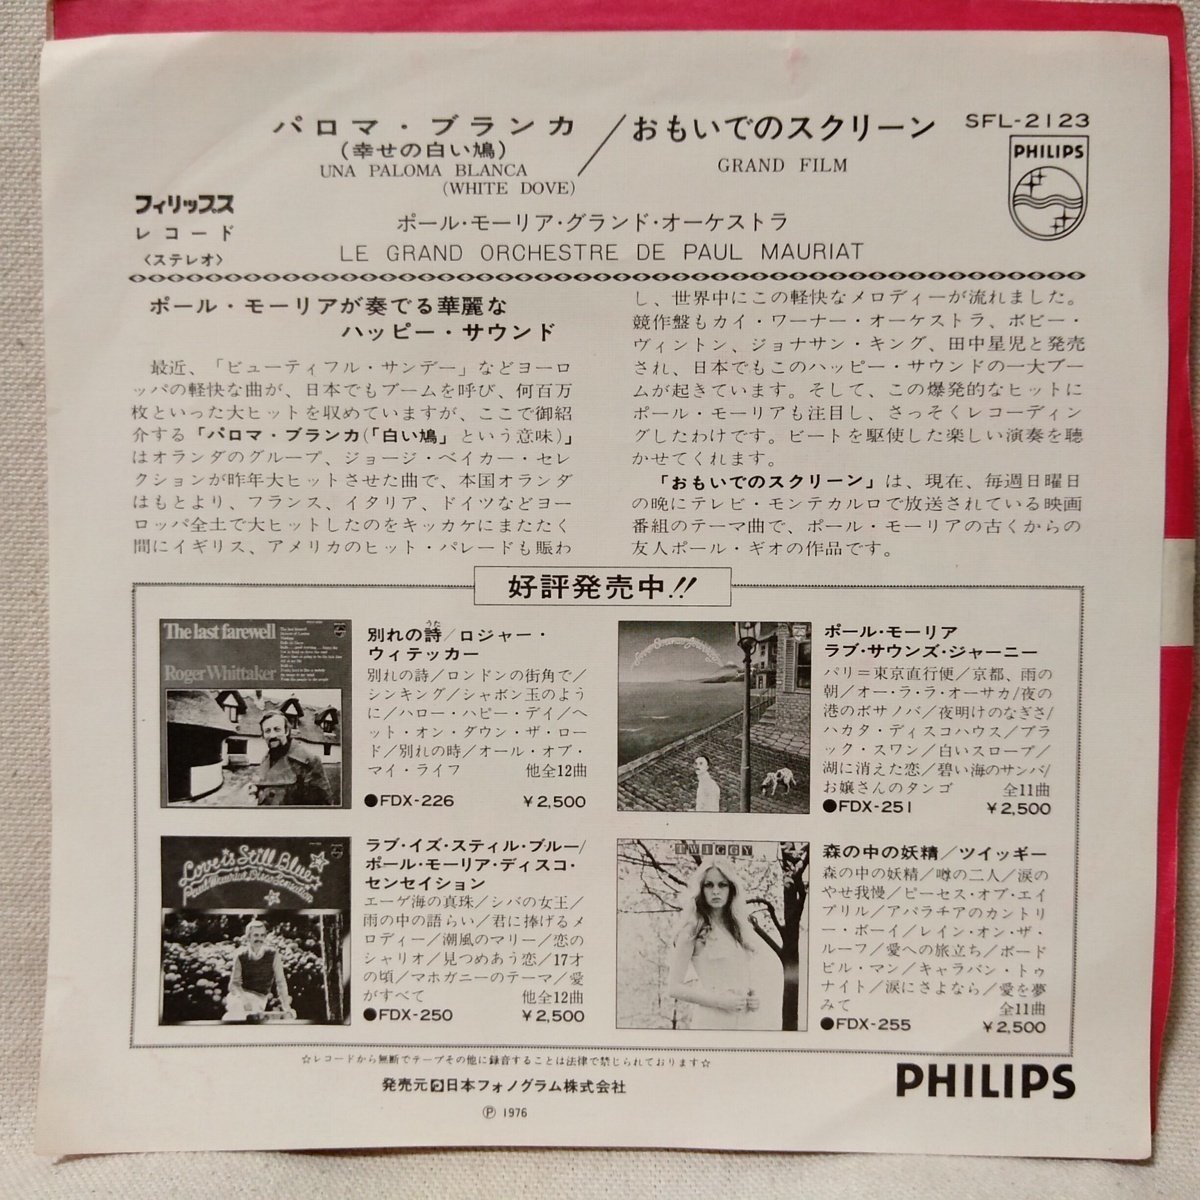 パロマ・ブランカ
(幸せの白い鳩)
UNA PALOMA BLANCA
(WHITE DOVE)
/おもいでのスクリーン
GRAND FILM
SFL-2123
PHILIPS
フィリップス
レコード
〈ステレオ〉
ポール・モーリア・グランド・オーケストラ
LE GRAND ORCHESTRE DE PAUL MAURIAT
ポール・モーリアが奏でる華麗な
ハッピー・サウンド
最近、「ビューティフル・サンデー」などヨーロ
ッパの軽快な曲が、日本でもブームを呼び、何百万
枚といった大ヒットを収めていますが、ここで御紹
介する「パロマ・ブランカ(「白い鳩」という意味)」
はオランダのグループ、ジョージ・ベイカー・セレ
クションが昨年大ヒットさせた曲で、本国オランダ
はもとより、フランス、イタリア、ドイツなどヨー
ロッパ全土で大ヒットしたのをキッカケにまたたく
間にイギリス、アメリカのヒット・パレードも賑わ
し、世界中にこの軽快なメロディーが流れました。
競作盤もカイ・ワーナー・オーケストラ、ボビー・
ヴィントン、ジョナサン・キング、田中星児と発売
され、日本でもこのハッピー・サウンドの一大ブー
ムが起きています。そして、この爆発的なヒットに
ポール・モーリアも注目し、さっそくレコーディン
グしたわけです。ビートを駆使した楽しい演奏を聴
かせてくれます。
「おもいでのスクリーン」は、現在、毎週日曜日
の晩にテレビ・モンテカルロで放送されている映画
番組のテーマ曲で、ポール・モーリアの古くからの
友人ポール・ギオの作品です。
好評発売中!!
The last farewell
Roger Whittaker
別れの詩/ロジャー・
うた
ウィテッカー
別れの詩/ロンドンの街角で/
シンキング/シャボン玉のよう
に/ハロー・ハピー・デイ/ヘ
ット・オン・ダウン・ザ・ロー
ド/別れの時/オール・オブ・
マイ・ライフ 他全12曲
●FDX-226 ¥2,500
ポール・モーリア
ラブ・サウンズ・ジャーニー
パリ=東京直行便/京都、雨の
朝/オー・ラ・ラ・オーサカ/夜の
港のボサノバ/夜明けのなぎさ/
ハカタ・ディスコハウス/ブラ
ック・スワン/白いスロープ/
湖に消えた恋/碧い海のサンバ/
お嬢さんのタンゴ 全11曲
●FDX-251 ¥2,500
Love is Still Blue
ラブ・イズ・スティル・ブルー/
ポール・モーリア・ディスコ・
センセイション
エーゲ海の真珠/シバの女王/
雨の中の語らい/君に捧げるメ
ロディー/潮風のマリー/恋の
シャリオ/見つめあう恋/17才
の頃/マホガニーのテーマ/愛
がすべて 他全12曲
●FDX-250 ¥2,500
TWIGGY
森の中の妖精/ツイッギー
森の中の妖精/噂の二人/涙の
やせ我慢/ピーセス・オブ・エイ
プリル/アパラチアのカントリ
ー・ボーイ/レイン・オン・ザ・
ルーフ/愛への旅立ち/ボード
ビル・マン/キャラバン・トゥ
ナイト/涙にさよなら/愛を夢
みて 全11曲
●FDX-255 ¥2,500
☆レコードから無断でテープその他に録音することは法律で禁じられております☆
発売元 日本フォノグラム株式会社
Ⓟ 1976
PHILIPS